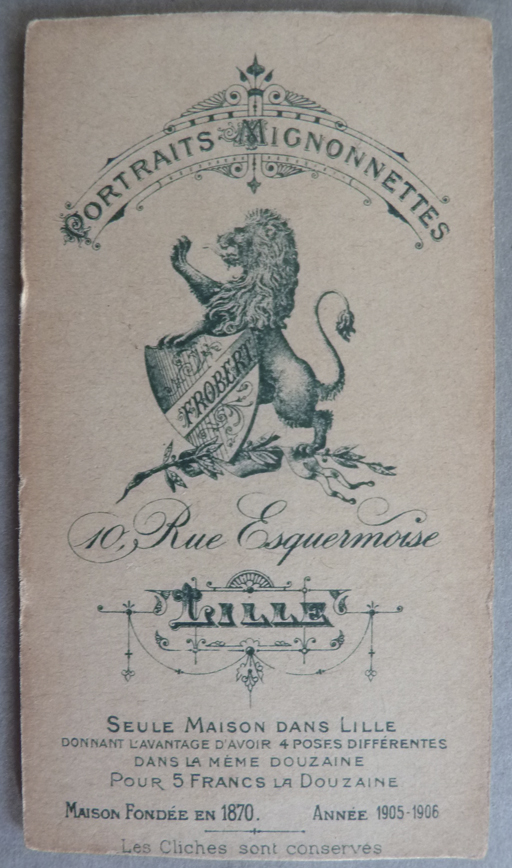 PORTRAITS MIGNONNETTES
FROBERT
10, Rue Esquermoise
LILLE
SEULE MAISON DANS LILLE
DONNANT L'AVANTAGE D'AVOIR 4 POSES DIFFÉRENTES
DANS LA MÊME DOUZAINE
POUR 5 FRANCS LA DOUZAINE
MAISON FONDÉE EN 1870. ANNÉE 1905-1906
Les Cliches sont conservés